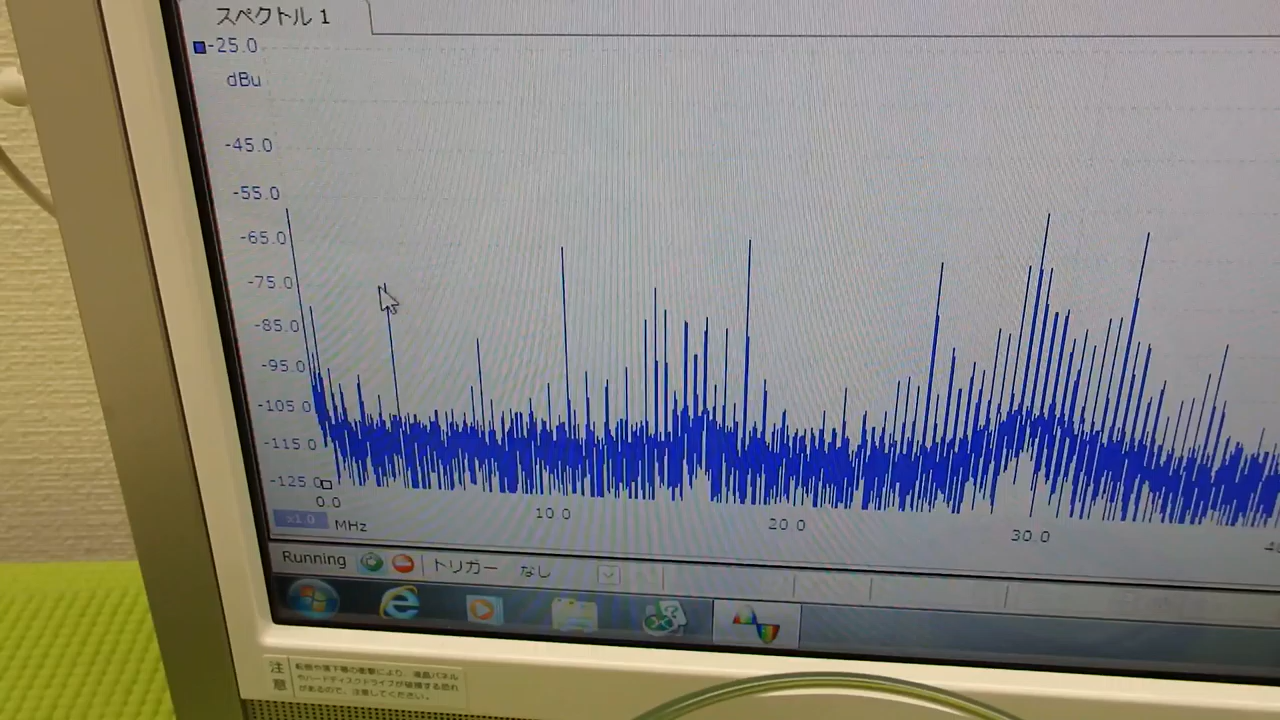 スペクトル 1
-25.0
dBu
-45.0
-55.0
-65.0
-75.0
-85.0
-95.0
-105.0
-115.0
-125.0
0.0
10.0
20.0
30.0
x1.0
MHz
Running
トリガー なし
注意
転倒や落下等の衝撃により、液晶パネル
やハードディスクドライブが破損する恐れ
があるので、注意してください。